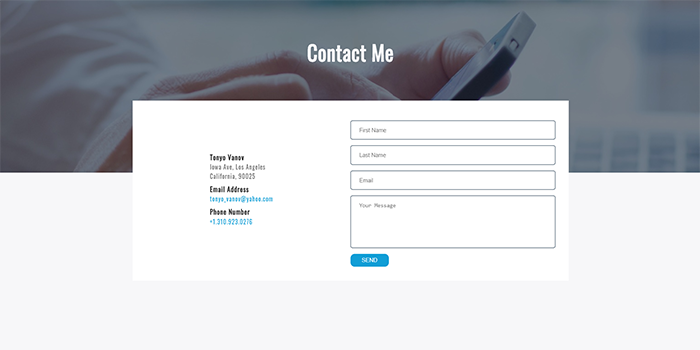 Contact Me
Tonyo Vanov
Iowa Ave, Los Angeles
California, 90025
Email Address
tonyo_vanov@yahoo.com
Phone Number
+1.310.923.0276
First Name
Last Name
Email
Your Message
SEND